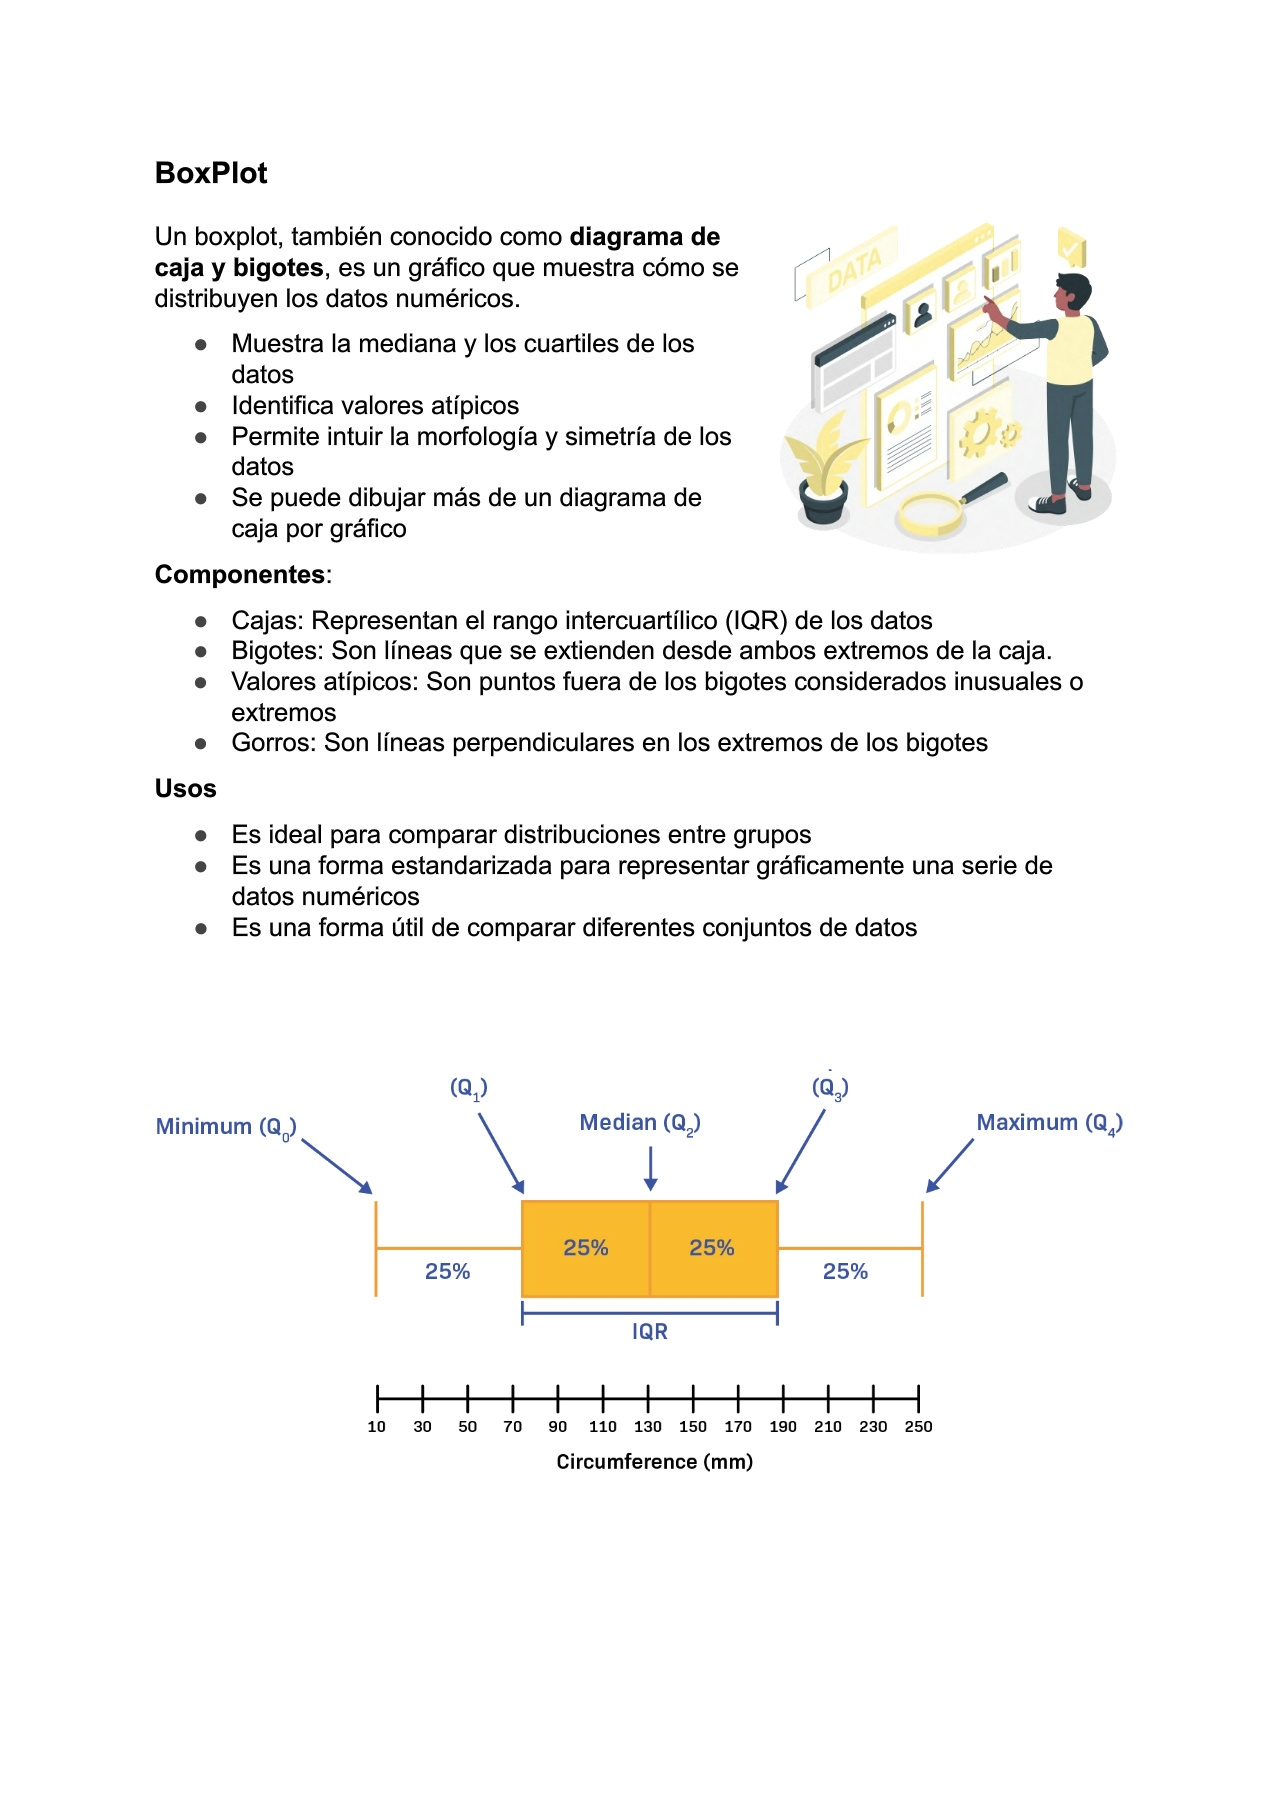 BoxPlot
Un boxplot, también conocido como diagrama de
caja y bigotes, es un gráfico que muestra cómo se
distribuyen los datos numéricos.
● Muestra la mediana y los cuartiles de los
datos
● Identifica valores atípicos
● Permite intuir la morfología y simetría de los
datos
● Se puede dibujar más de un diagrama de
caja por gráfico
DATA
Componentes:
● Cajas: Representan el rango intercuartílico (IQR) de los datos
● Bigotes: Son líneas que se extienden desde ambos extremos de la caja.
● Valores atípicos: Son puntos fuera de los bigotes considerados inusuales o
extremos
● Gorros: Son líneas perpendiculares en los extremos de los bigotes
Usos
● Es ideal para comparar distribuciones entre grupos
● Es una forma estandarizada para representar gráficamente una serie de
datos numéricos
● Es una forma útil de comparar diferentes conjuntos de datos
(Q1) (Q3)
Minimum (Q0) Median (Q2) Maximum (Q4)
25% 25%
25% 25%
IQR
10 30 50 70 90 110 130 150 170 190 210 230 250
Circumference (mm)